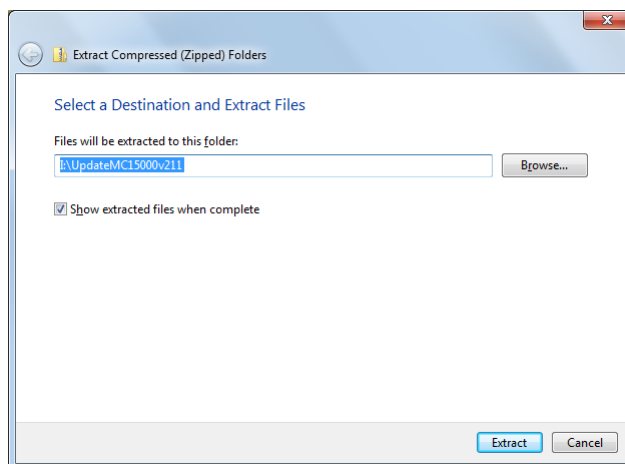 Extract Compressed (Zipped) Folders
Select a Destination and Extract Files
Files will be extracted to this folder:
I:\UpdateMC15000v211
Browse...
Show extracted files when complete
Extract
Cancel